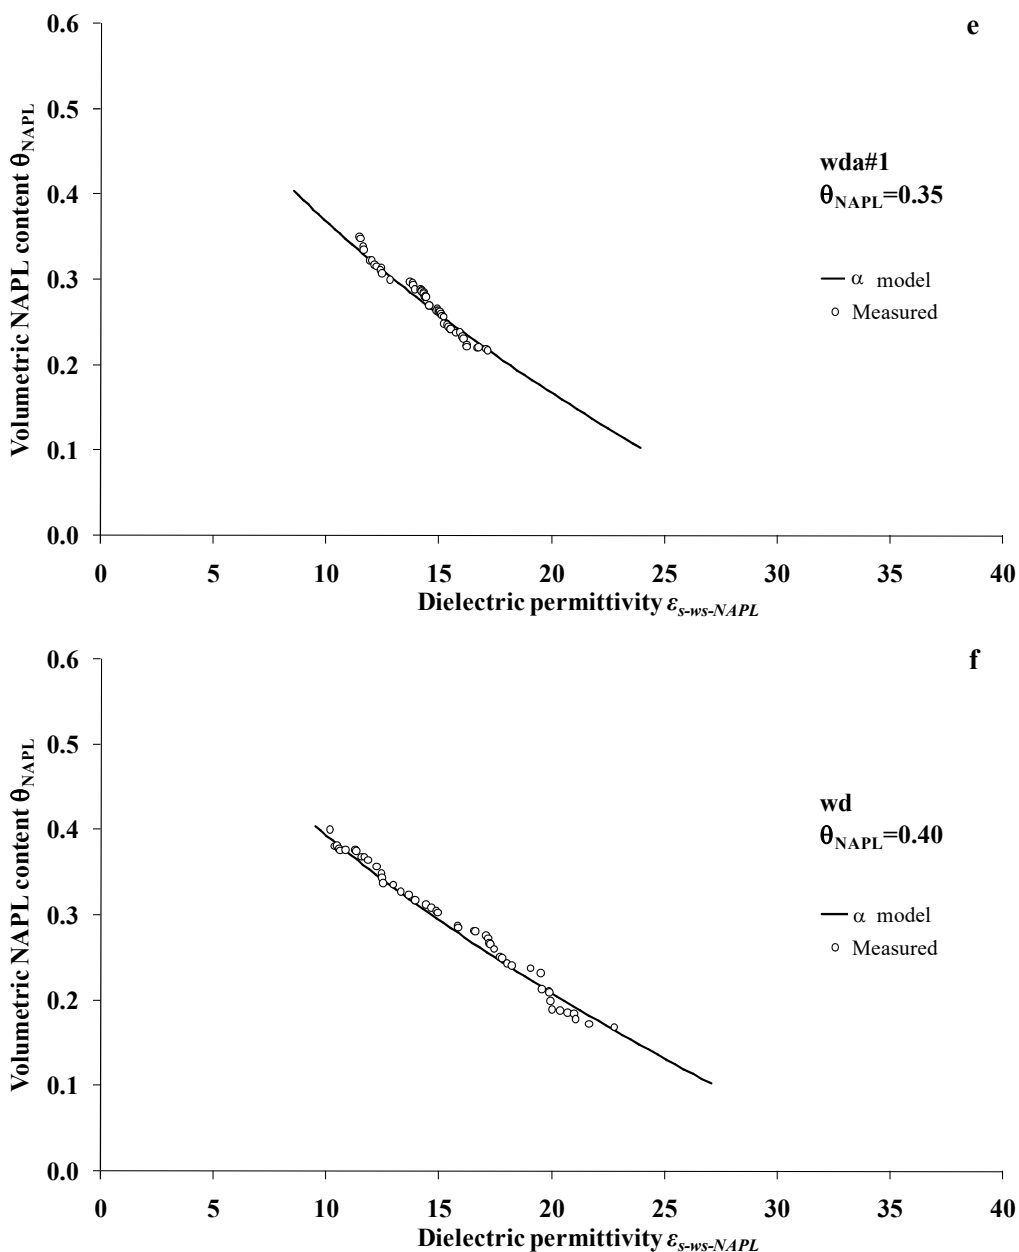 e
0.6
0.5
0.4
0.3
0.2
0.1
0.0
Volumetric NAPL content θNAPL
wda#1
θNAPL=0.35
α model
Measured
0 5 10 15 20 25 30 35 40
Dielectric permittivity εs-ws-NAPL
f
0.6
0.5
0.4
0.3
0.2
0.1
0.0
Volumetric NAPL content θNAPL
wd
θNAPL=0.40
α model
Measured
0 5 10 15 20 25 30 35 40
Dielectric permittivity εs-ws-NAPL